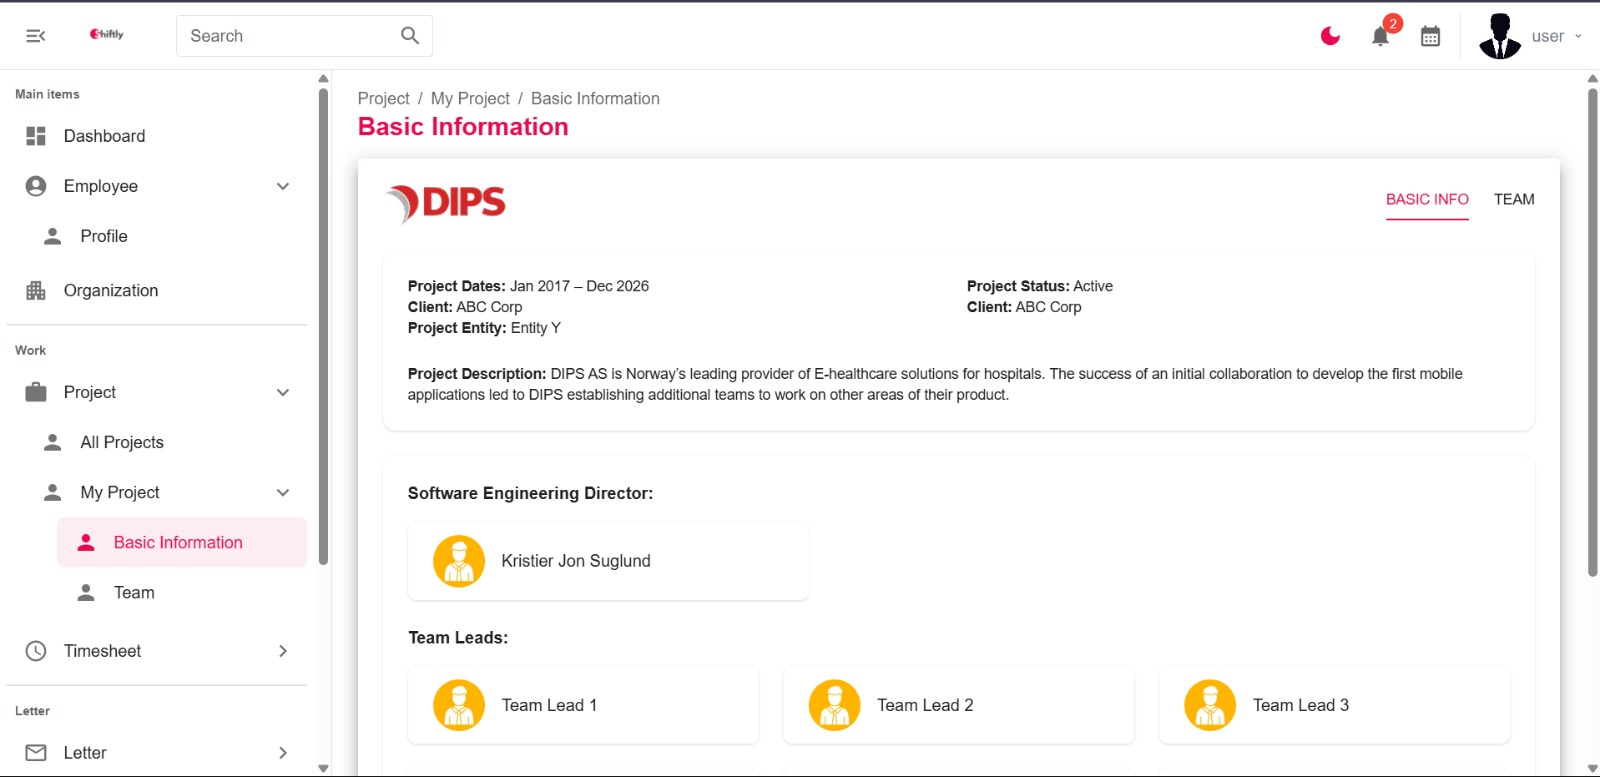 Shiftly
Search
2
user
Main items
Dashboard
Employee
Profile
Organization
Work
Project
All Projects
My Project
Basic Information
Team
Timesheet
Letter
Letter
Project / My Project / Basic Information
Basic Information
DIPS
BASIC INFO TEAM
Project Dates: Jan 2017 – Dec 2026
Client: ABC Corp
Project Entity: Entity Y
Project Status: Active
Client: ABC Corp
Project Description: DIPS AS is Norway’s leading provider of E-healthcare solutions for hospitals. The success of an initial collaboration to develop the first mobile
applications led to DIPS establishing additional teams to work on other areas of their product.
Software Engineering Director:
Kristier Jon Suglund
Team Leads:
Team Lead 1
Team Lead 2
Team Lead 3